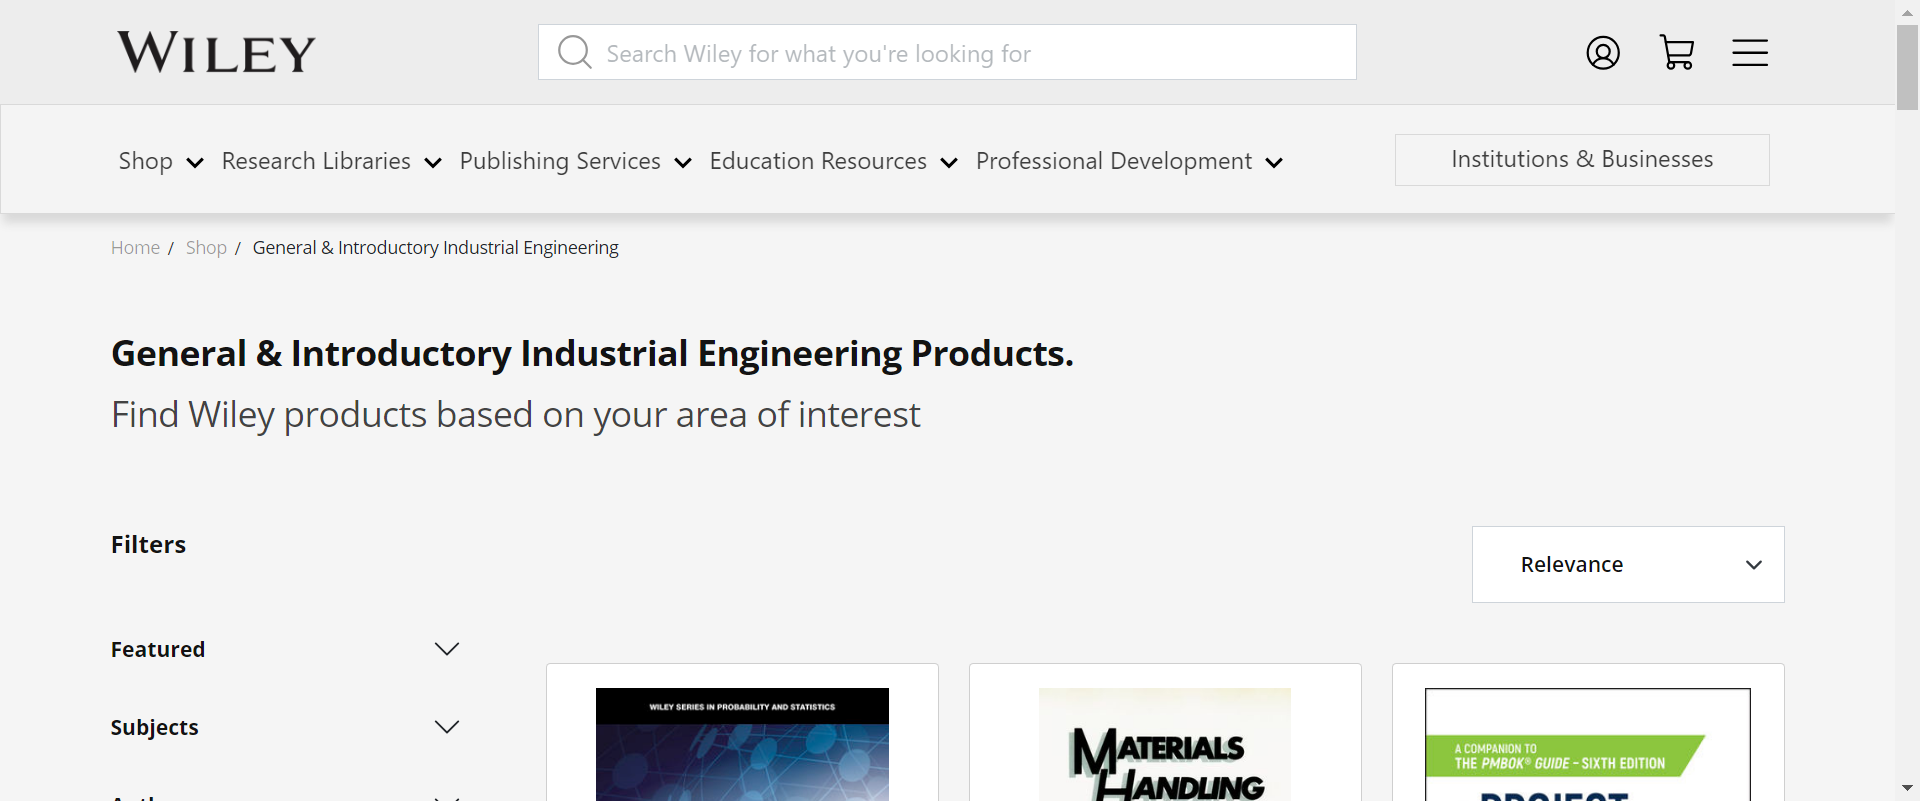 WILEY
Search Wiley for what you're looking for
Shop Research Libraries Publishing Services Education Resources Professional Development Institutions & Businesses
Home / Shop / General & Introductory Industrial Engineering
General & Introductory Industrial Engineering Products.
Find Wiley products based on your area of interest
Filters
Relevance
Featured
Subjects
WILEY SERIES IN PROBABILITY AND STATISTICS
MATERIALS
HANDLING
A COMPANION TO
THE PMBOK® GUIDE – SIXTH EDITION